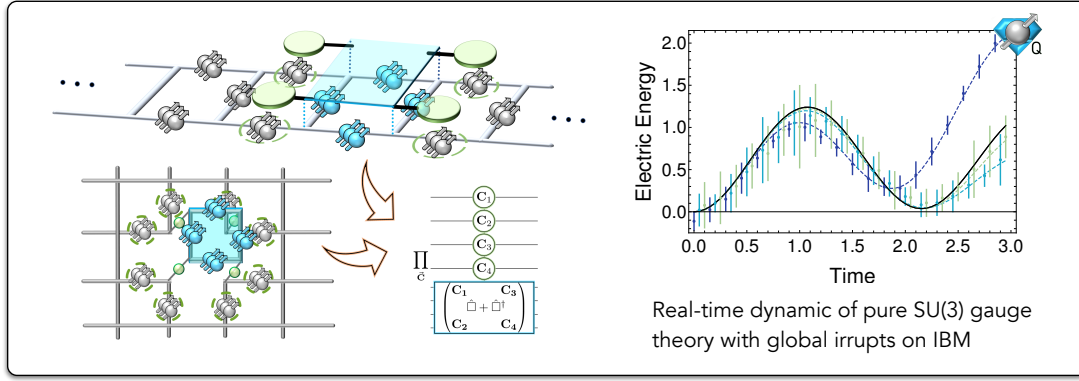 C₁
C₂
C₃
C₄
∏
C̃
C₁ C₃
□̂ + □̂†
C₂ C₄
Q
Electric Energy
2.0
1.5
1.0
0.5
0.0
0.0 0.5 1.0 1.5 2.0 2.5 3.0
Time
Real-time dynamic of pure SU(3) gauge
theory with global irrupts on IBM